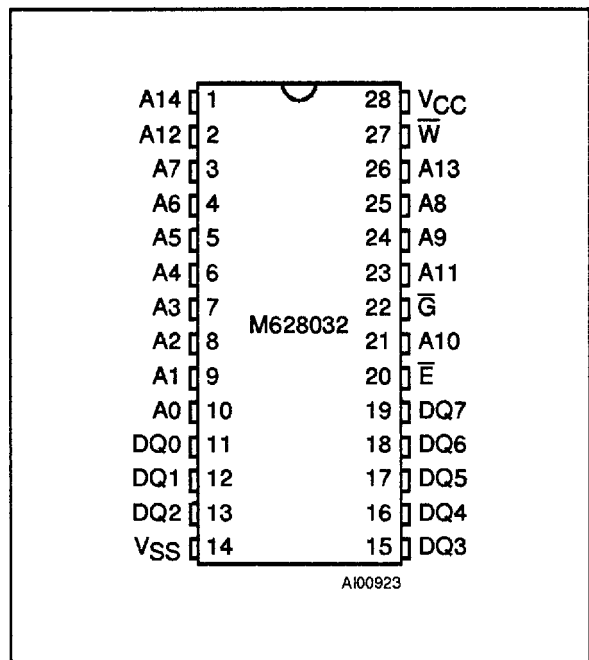 A14 1 28 VCC
A12 2 27 W̅
A7 3 26 A13
A6 4 25 A8
A5 5 24 A9
A4 6 23 A11
A3 7 22 G̅
A2 8 21 A10
M628032
A1 9 20 E̅
A0 10 19 DQ7
DQ0 11 18 DQ6
DQ1 12 17 DQ5
DQ2 13 16 DQ4
VSS 14 15 DQ3
AI00923